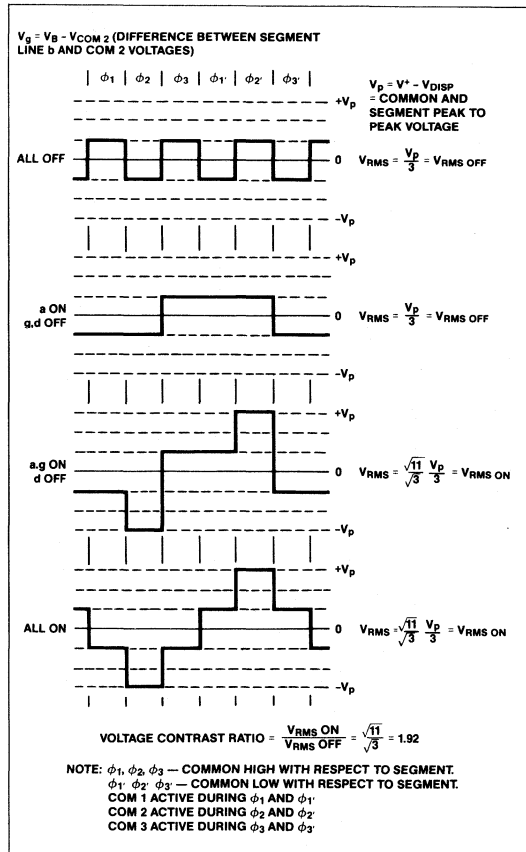 Vg = VB - VCOM 2 (DIFFERENCE BETWEEN SEGMENT
LINE b AND COM 2 VOLTAGES)
ϕ1 ϕ2 ϕ3 ϕ1' ϕ2' ϕ3'
Vp = V+ - VDISP
= COMMON AND
SEGMENT PEAK TO
PEAK VOLTAGE
+Vp
ALL OFF
0 VRMS = Vp/3 = VRMS OFF
-Vp
+Vp
a ON
g,d OFF
0 VRMS = Vp/3 = VRMS OFF
-Vp
+Vp
a.g ON
d OFF
0 VRMS = √11/√3 Vp/3 = VRMS ON
-Vp
+Vp
ALL ON
0 VRMS = √11/√3 Vp/3 = VRMS ON
-Vp
VOLTAGE CONTRAST RATIO = VRMS ON/VRMS OFF = √11/√3 = 1.92
NOTE: ϕ1, ϕ2, ϕ3 — COMMON HIGH WITH RESPECT TO SEGMENT.
ϕ1' ϕ2' ϕ3' — COMMON LOW WITH RESPECT TO SEGMENT.
COM 1 ACTIVE DURING ϕ1 AND ϕ1'
COM 2 ACTIVE DURING ϕ2 AND ϕ2'
COM 3 ACTIVE DURING ϕ3 AND ϕ3'